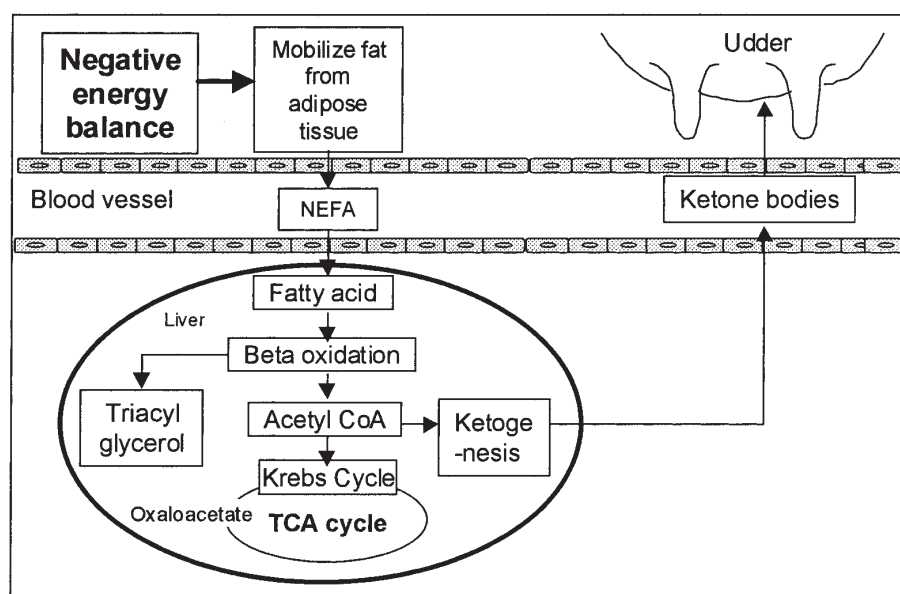 Negative
energy
balance
Mobilize fat
from
adipose
tissue
Udder
Blood vessel
NEFA
Ketone bodies
Fatty acid
Liver
Beta oxidation
Triacyl
glycerol
Acetyl CoA
Ketoge
-nesis
Krebs Cycle
Oxaloacetate
TCA cycle